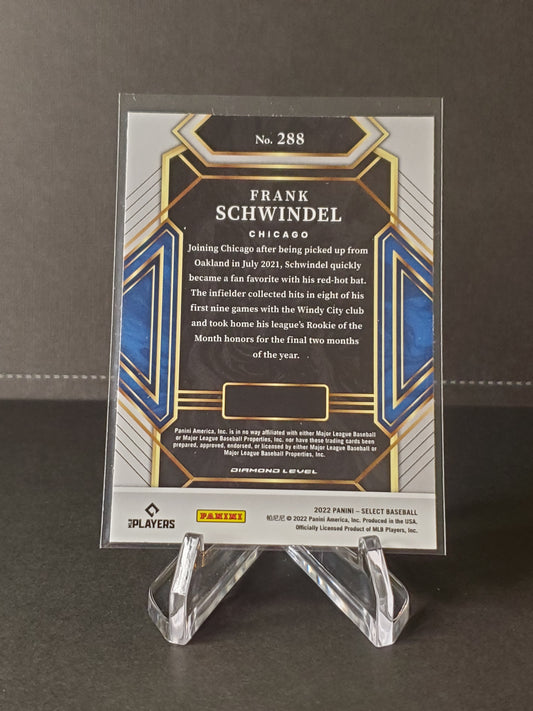 No. 288
FRANK
SCHWINDEL
CHICAGO
Joining Chicago after being picked up from
Oakland in July 2021, Schwindel quickly
became a fan favorite with his red-hot bat.
The infielder collected hits in eight of his
first nine games with the Windy City club
and took home his league's Rookie of the
Month honors for the final two months
of the year.
Panini America, Inc. is in no way affiliated with either Major League Baseball
or Major League Baseball Properties, Inc. nor have these trading cards been
prepared, approved, endorsed, or licensed by either Major League Baseball or
Major League Baseball Properties, Inc.
DIAMOND LEVEL
MLB PLAYERS
PANINI
2022 PANINI – SELECT BASEBALL
帕尼尼 © 2022 Panini America, Inc. Produced in the USA.
Officially Licensed Product of MLB Players, Inc.